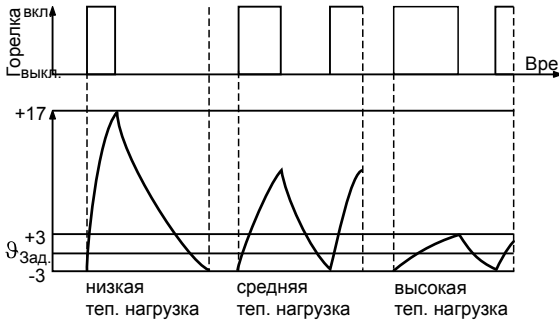 Горелка
вкл
выкл.
Вре
+17
+3
ϑЗад.
-3
низкая
теп. нагрузка
средняя
теп. нагрузка
высокая
теп. нагрузка